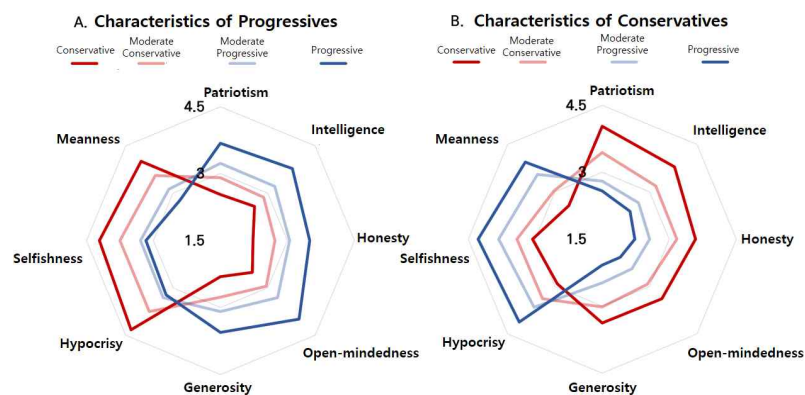 A. Characteristics of Progressives
Conservative
Moderate
Conservative
Moderate
Progressive
Progressive
4.5
Patriotism
Intelligence
Meanness
3
1.5
Honesty
Selfishness
Hypocrisy
Open-mindedness
Generosity
B. Characteristics of Conservatives
Conservative
Moderate
Conservative
Moderate
Progressive
Progressive
4.5
Patriotism
Intelligence
Meanness
3
1.5
Honesty
Selfishness
Hypocrisy
Open-mindedness
Generosity